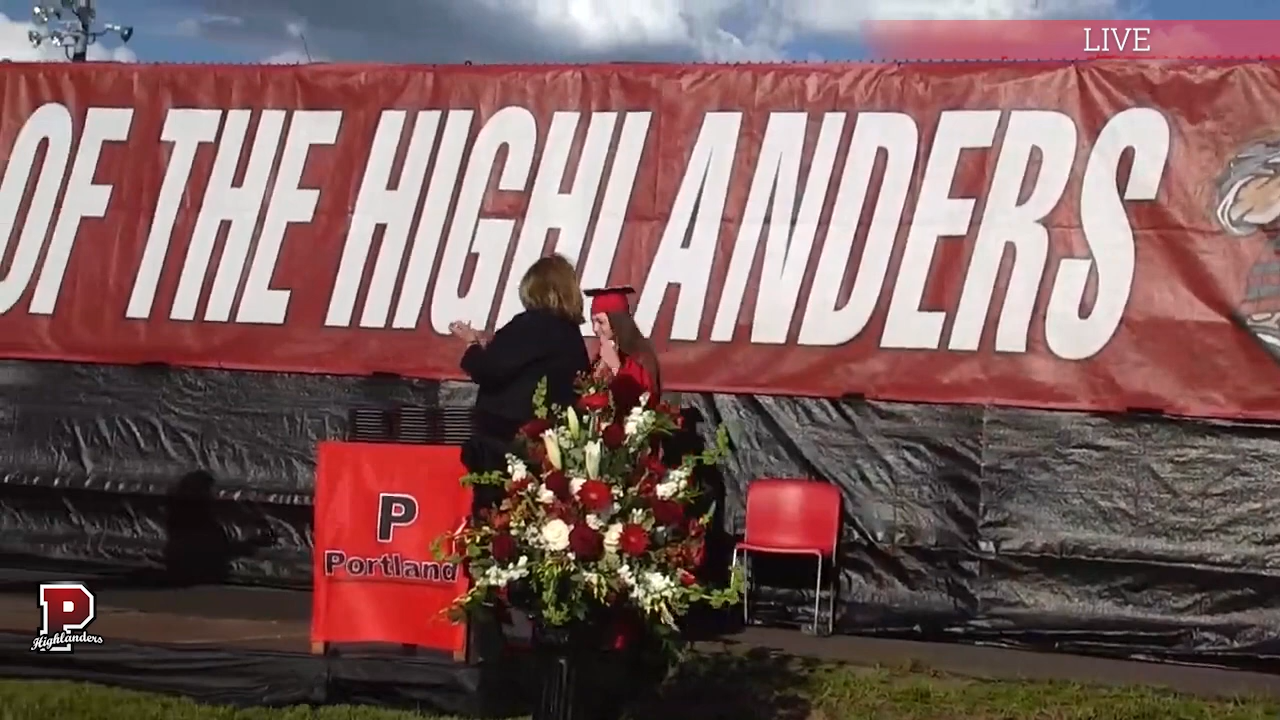 LIVE
OF THE HIGHLANDERS
P
Portland
P
Highlanders